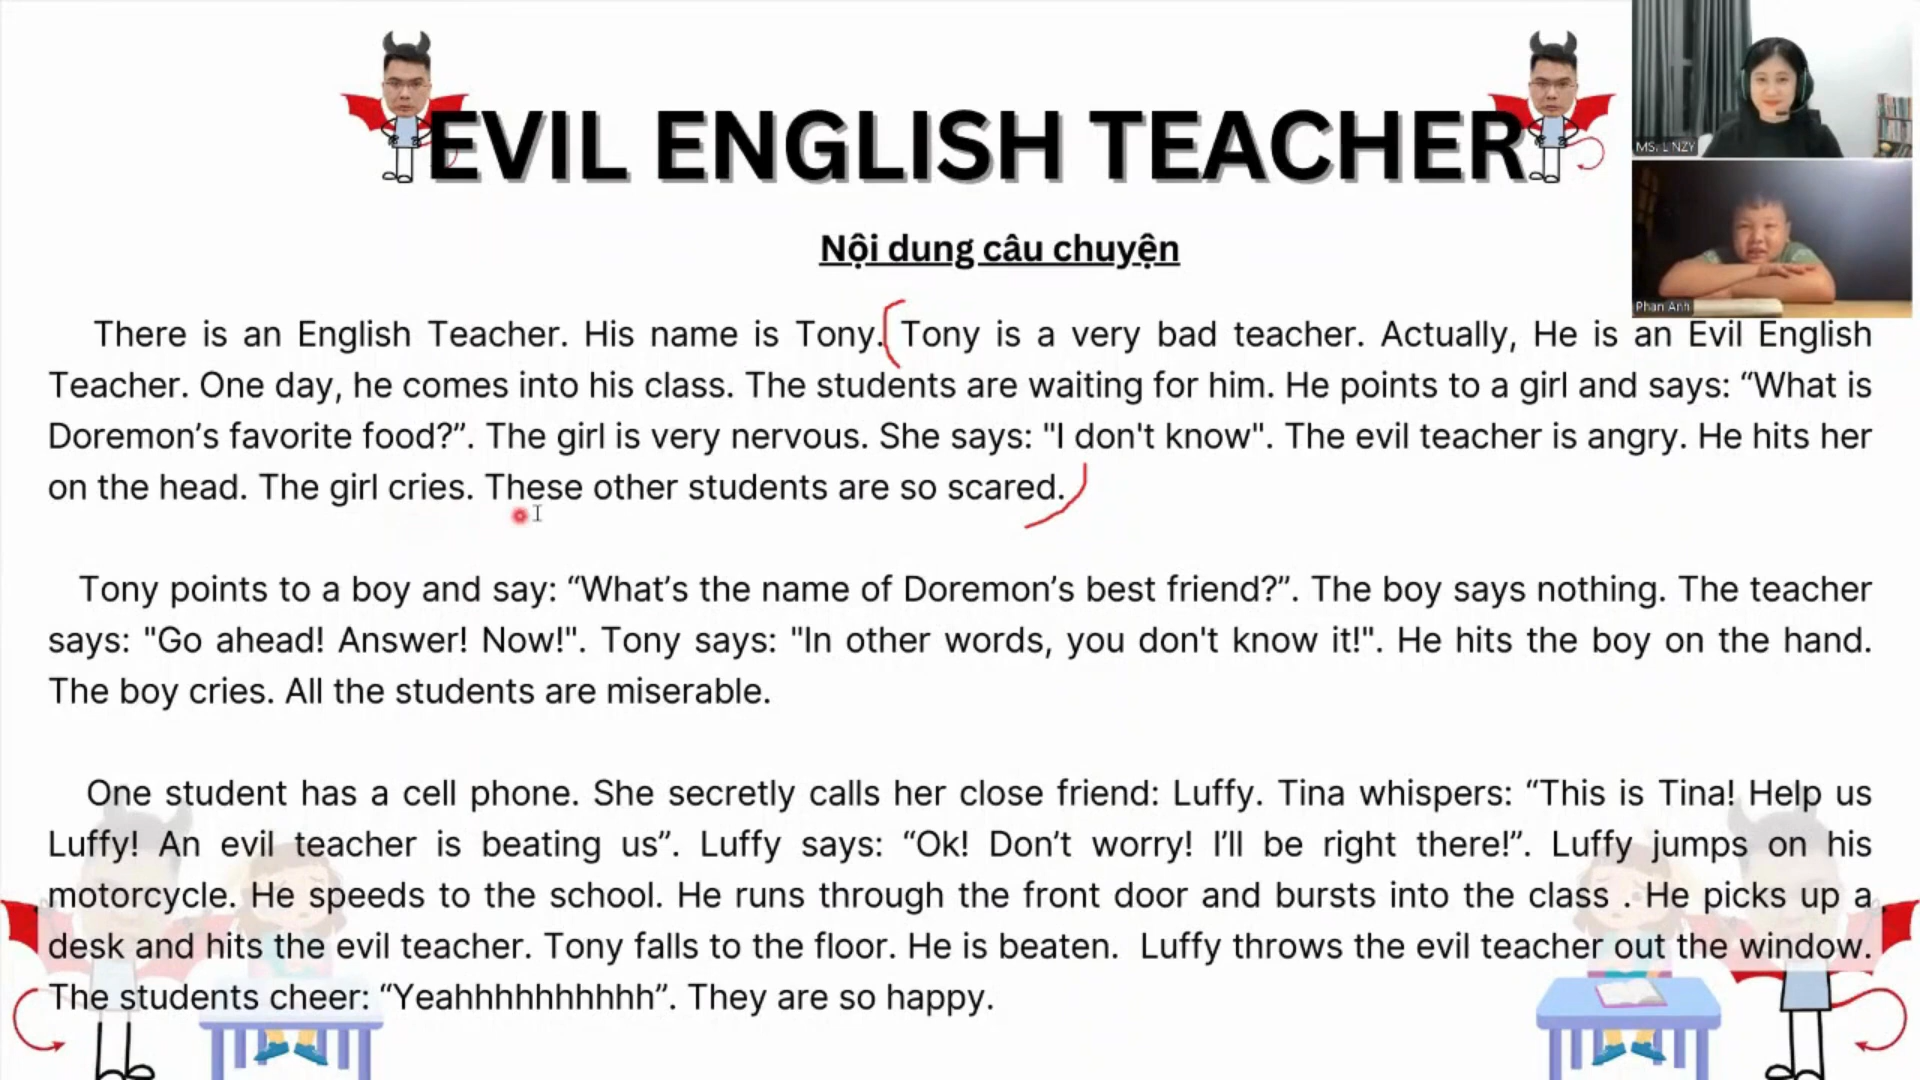 EVIL ENGLISH TEACHER
MS. LINZY
Nội dung câu chuyện
Phan Anh
There is an English Teacher. His name is Tony. Tony is a very bad teacher. Actually, He is an Evil English
Teacher. One day, he comes into his class. The students are waiting for him. He points to a girl and says: “What is
Doremon’s favorite food?”. The girl is very nervous. She says: "I don't know". The evil teacher is angry. He hits her
on the head. The girl cries. These other students are so scared.
Tony points to a boy and say: “What’s the name of Doremon’s best friend?”. The boy says nothing. The teacher
says: "Go ahead! Answer! Now!". Tony says: "In other words, you don't know it!". He hits the boy on the hand.
The boy cries. All the students are miserable.
One student has a cell phone. She secretly calls her close friend: Luffy. Tina whispers: “This is Tina! Help us
Luffy! An evil teacher is beating us”. Luffy says: “Ok! Don’t worry! I’ll be right there!”. Luffy jumps on his
motorcycle. He speeds to the school. He runs through the front door and bursts into the class . He picks up a
desk and hits the evil teacher. Tony falls to the floor. He is beaten.  Luffy throws the evil teacher out the window.
The students cheer: “Yeahhhhhhhhhh”. They are so happy.